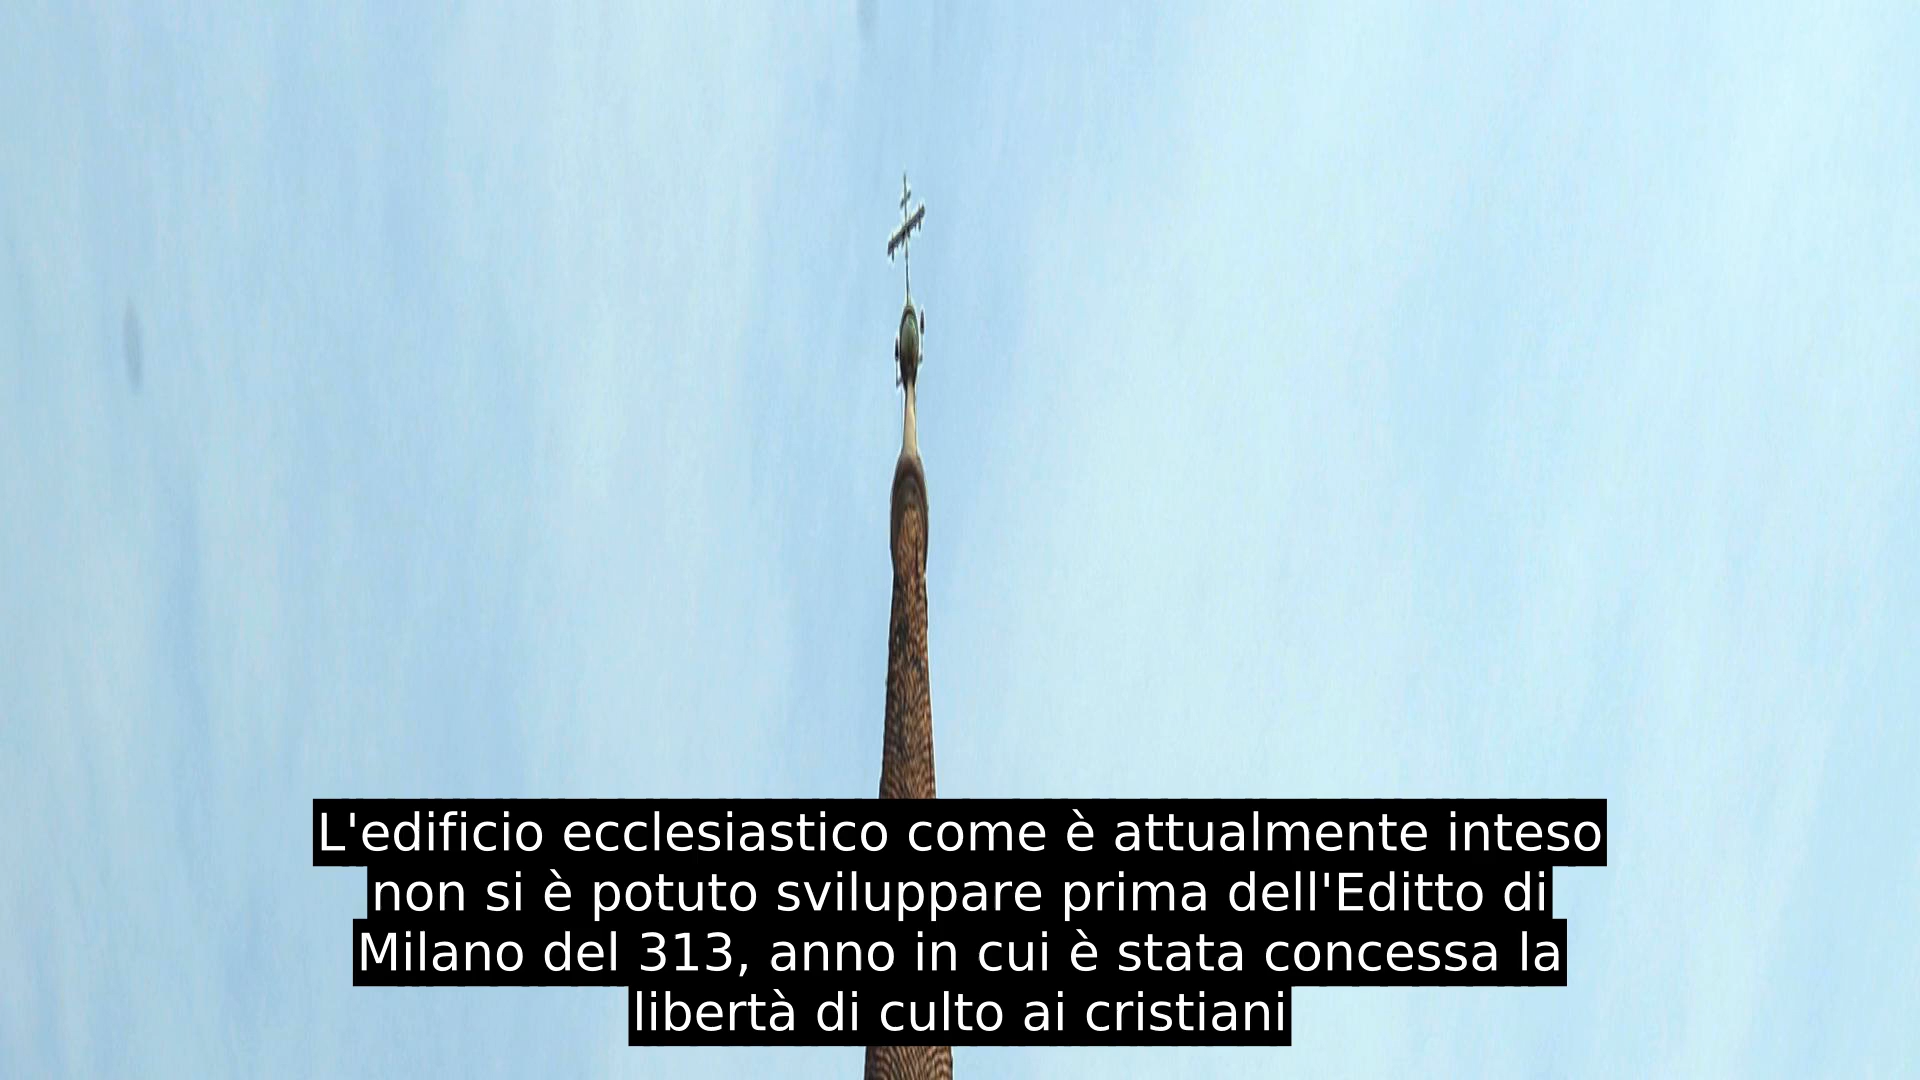 L'edificio ecclesiastico come è attualmente inteso
non si è potuto sviluppare prima dell'Editto di
Milano del 313, anno in cui è stata concessa la
libertà di culto ai cristiani